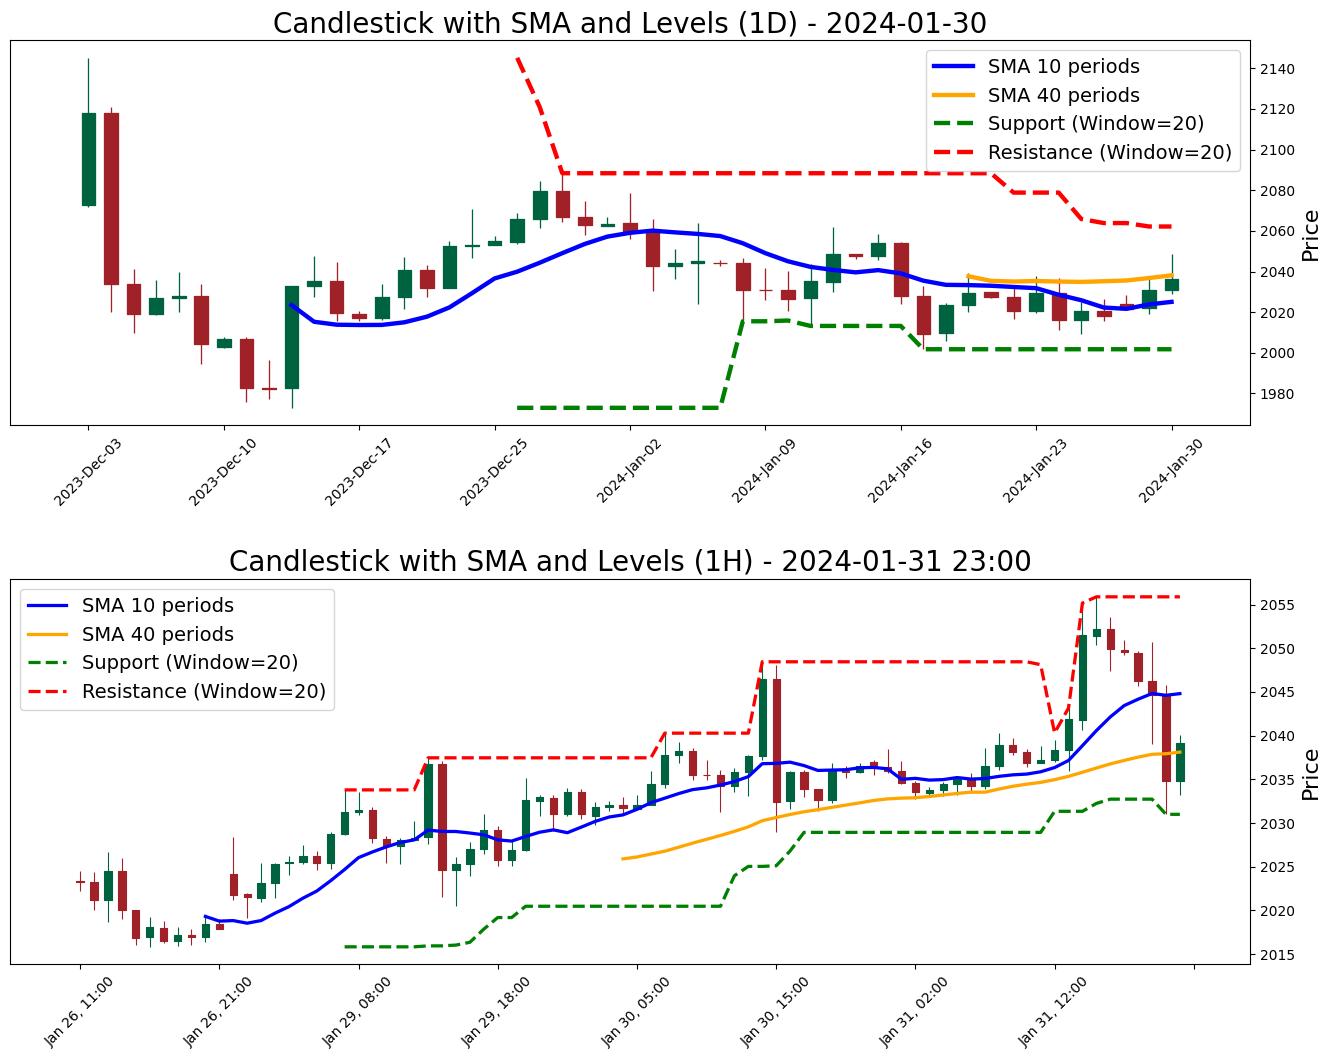 Candlestick with SMA and Levels (1D) - 2024-01-30
SMA 10 periods
SMA 40 periods
Support (Window=20)
Resistance (Window=20)
2140
2120
2100
2080
2060
2040
2020
2000
1980
Price
2023-Dec-03
2023-Dec-10
2023-Dec-17
2023-Dec-25
2024-Jan-02
2024-Jan-09
2024-Jan-16
2024-Jan-23
2024-Jan-30
Candlestick with SMA and Levels (1H) - 2024-01-31 23:00
SMA 10 periods
SMA 40 periods
Support (Window=20)
Resistance (Window=20)
2055
2050
2045
2040
2035
2030
2025
2020
2015
Price
Jan 26, 11:00
Jan 26, 21:00
Jan 29, 08:00
Jan 29, 18:00
Jan 30, 05:00
Jan 30, 15:00
Jan 31, 02:00
Jan 31, 12:00